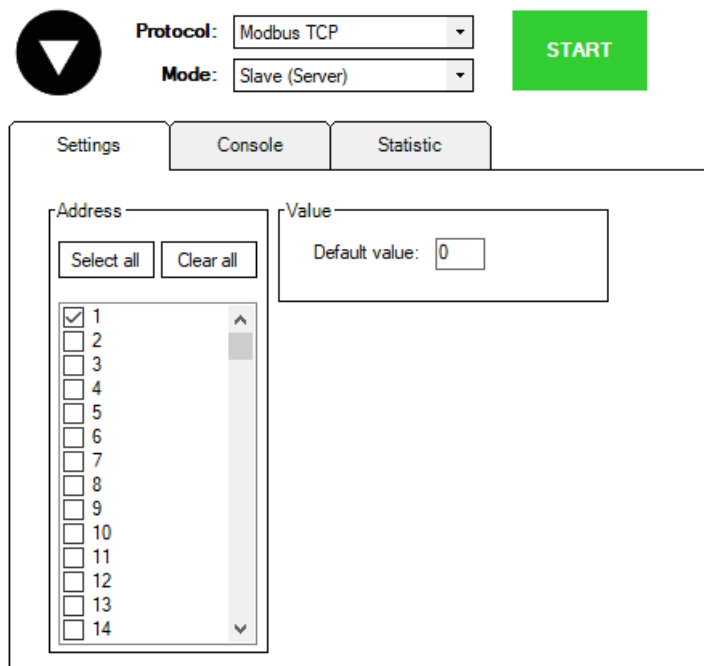 Protocol: Modbus TCP
START
Mode: Slave (Server)
Settings Console Statistic
Address
Value
Select all Clear all
Default value: 0
1
2
3
4
5
6
7
8
9
10
11
12
13
14